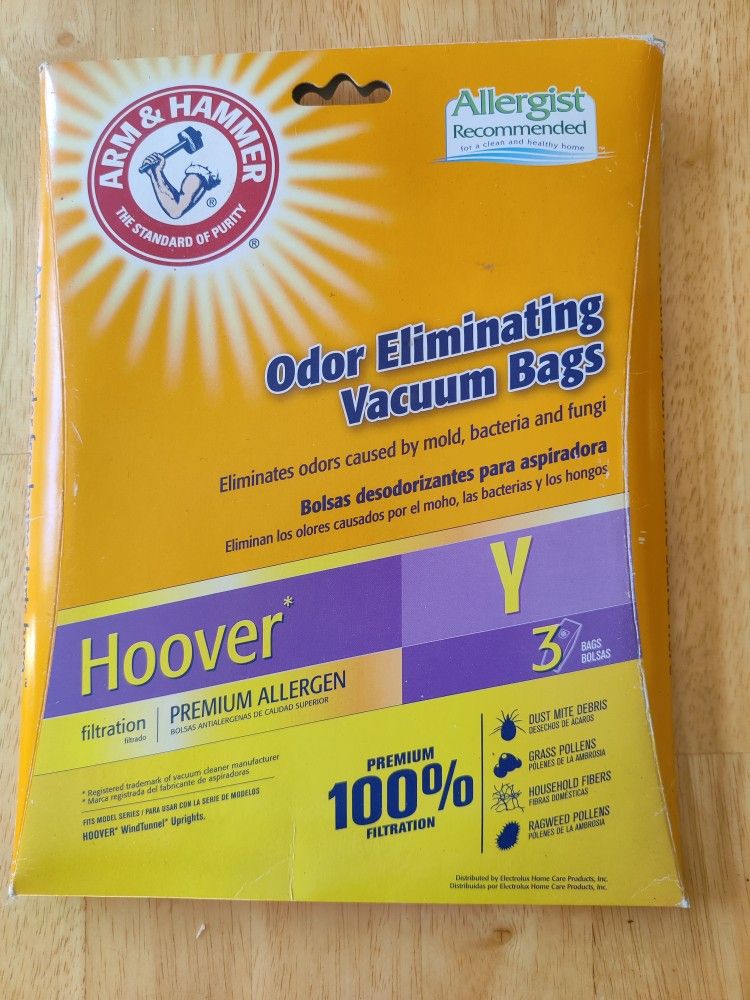 ARM & HAMMER
THE STANDARD OF PURITY
®
®
Allergist
Recommended
for a clean and healthy home
™
Odor Eliminating
Vacuum Bags
Eliminates odors caused by mold, bacteria and fungi
Bolsas desodorizantes para aspiradora
Eliminan los olores causados por el moho, las bacterias y los hongos
Hoover*
Y
3 BAGS
BOLSAS
filtration
filtrado
PREMIUM ALLERGEN
BOLSAS ANTIALERGENAS DE CALIDAD SUPERIOR
* Registered trademark of vacuum cleaner manufacturer
* Marca registrada del fabricante de aspiradoras
FITS MODEL SERIES / PARA USAR CON LA SERIE DE MODELOS
HOOVER* WindTunnel* Uprights.
PREMIUM
100%
FILTRATION
DUST MITE DEBRIS
DESECHOS DE ÁCAROS
GRASS POLLENS
PÓLENES DE LA AMBROSIA
HOUSEHOLD FIBERS
FIBRAS DOMÉSTICAS
RAGWEED POLLENS
PÓLENES DE LA AMBROSIA
Distributed by Electrolux Home Care Products, Inc.
Distribuidas por Electrolux Home Care Products, Inc.